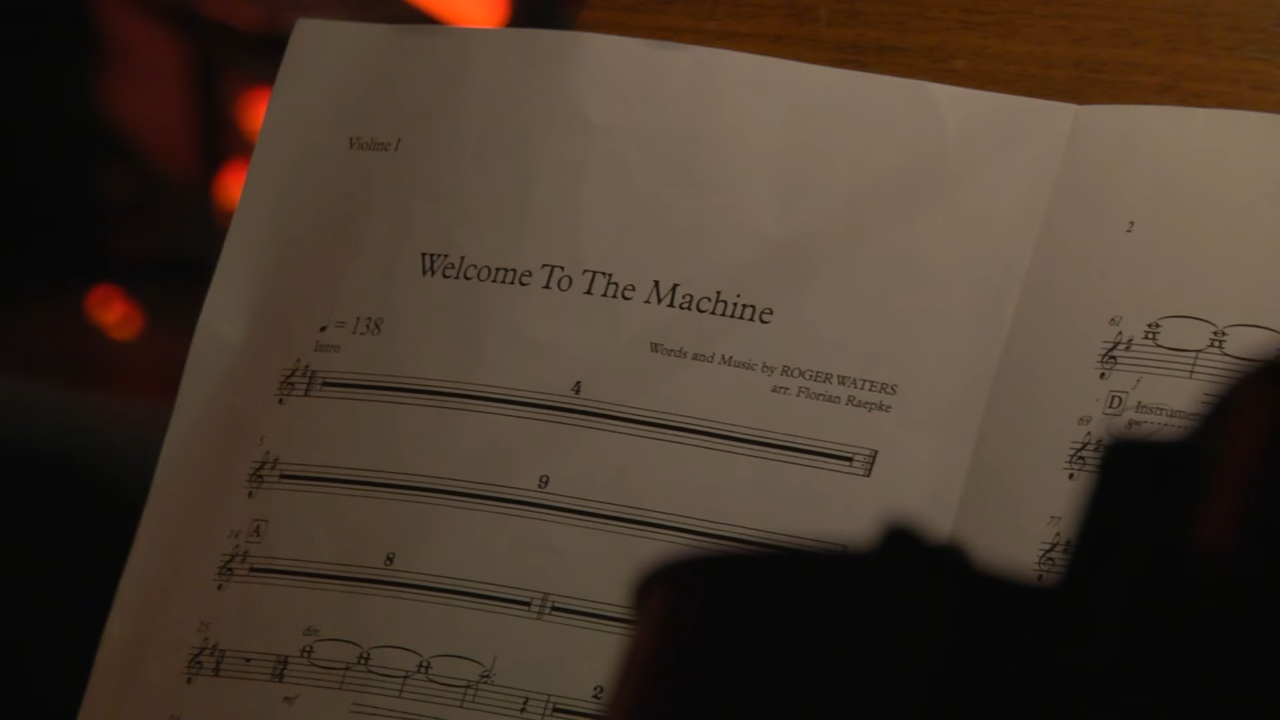 Violine I
Welcome To The Machine
♩ = 138
Intro
Words and Music by ROGER WATERS
arr. Florian Raepke
4
5
9
14
A
8
25
div.
mf
2
2
61
f
D
69
8va
77